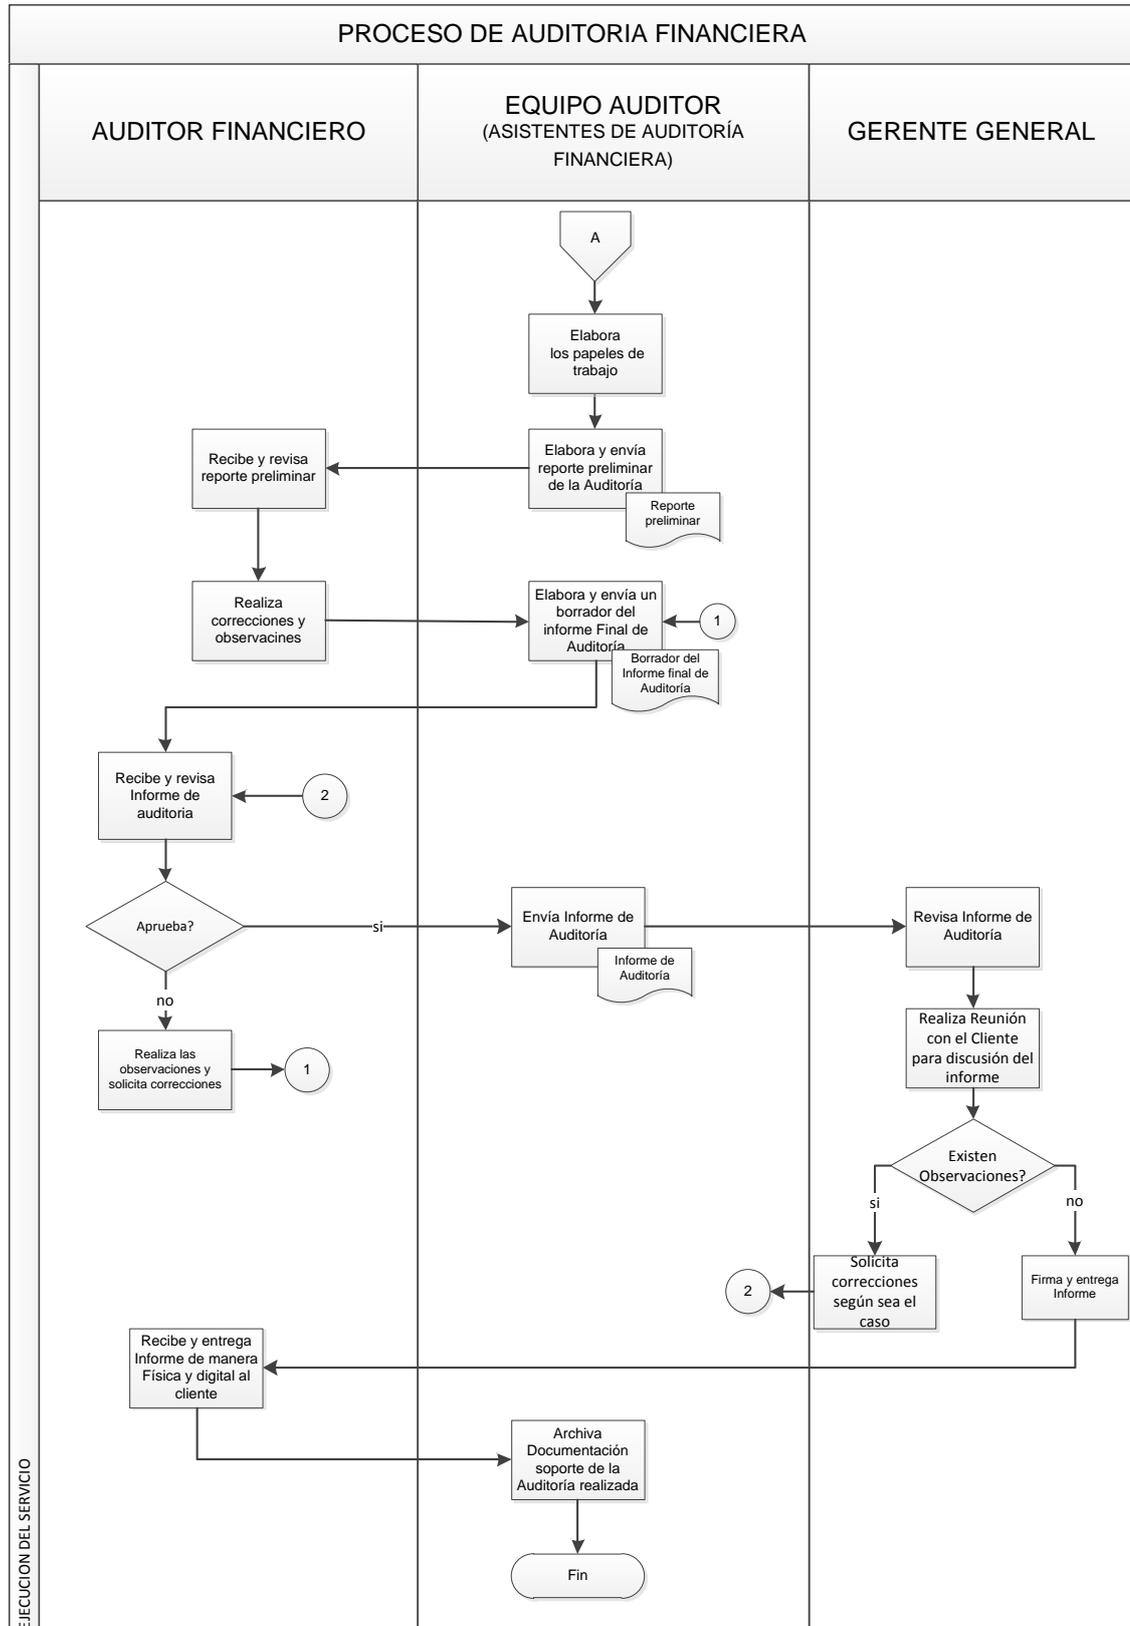 PROCESO DE AUDITORIA FINANCIERA
AUDITOR FINANCIERO
EQUIPO AUDITOR
(ASISTENTES DE AUDITORÍA
FINANCIERA)
GERENTE GENERAL
A
Elabora
los papeles de
trabajo
Recibe y revisa
reporte preliminar
Elabora y envía
reporte preliminar
de la Auditoría
Reporte
preliminar
Realiza
correcciones y
observacines
Elabora y envía un
borrador del
informe Final de
Auditoría
1
Borrador del
Informe final de
Auditoría
Recibe y revisa
Informe de
auditoria
2
Aprueba?
si
Envía Informe de
Auditoría
Informe de
Auditoría
Revisa Informe de
Auditoría
no
Realiza las
observaciones y
solicita correcciones
1
Realiza Reunión
con el Cliente
para discusión del
informe
Existen
Observaciones?
si
no
2
Solicita
correcciones
según sea el
caso
Firma y entrega
Informe
Recibe y entrega
Informe de manera
Física y digital al
cliente
Archiva
Documentación
soporte de la
Auditoría realizada
Fin
EJECUCION DEL SERVICIO